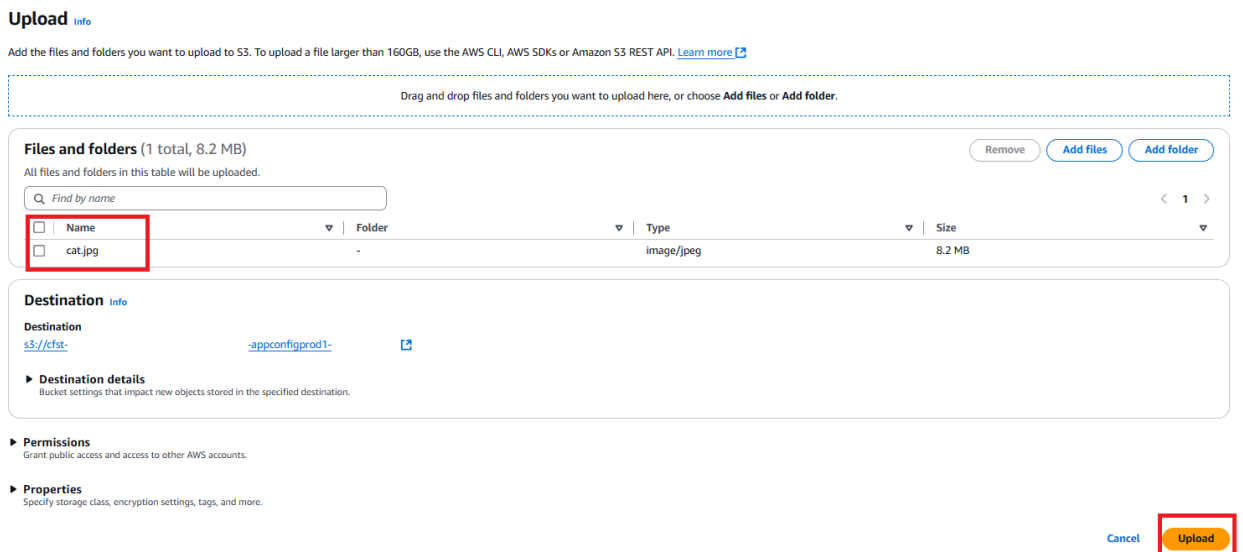 Upload Info
Add the files and folders you want to upload to S3. To upload a file larger than 160GB, use the AWS CLI, AWS SDKs or Amazon S3 REST API. Learn more
Drag and drop files and folders you want to upload here, or choose Add files or Add folder.
Files and folders (1 total, 8.2 MB)
Remove Add files Add folder
All files and folders in this table will be uploaded.
Find by name
1
Name Folder Type Size
cat.jpg - image/jpeg 8.2 MB
Destination Info
Destination
s3://cfst- -appconfigprod1-
Destination details
Bucket settings that impact new objects stored in the specified destination.
Permissions
Grant public access and access to other AWS accounts.
Properties
Specify storage class, encryption settings, tags, and more.
Cancel Upload